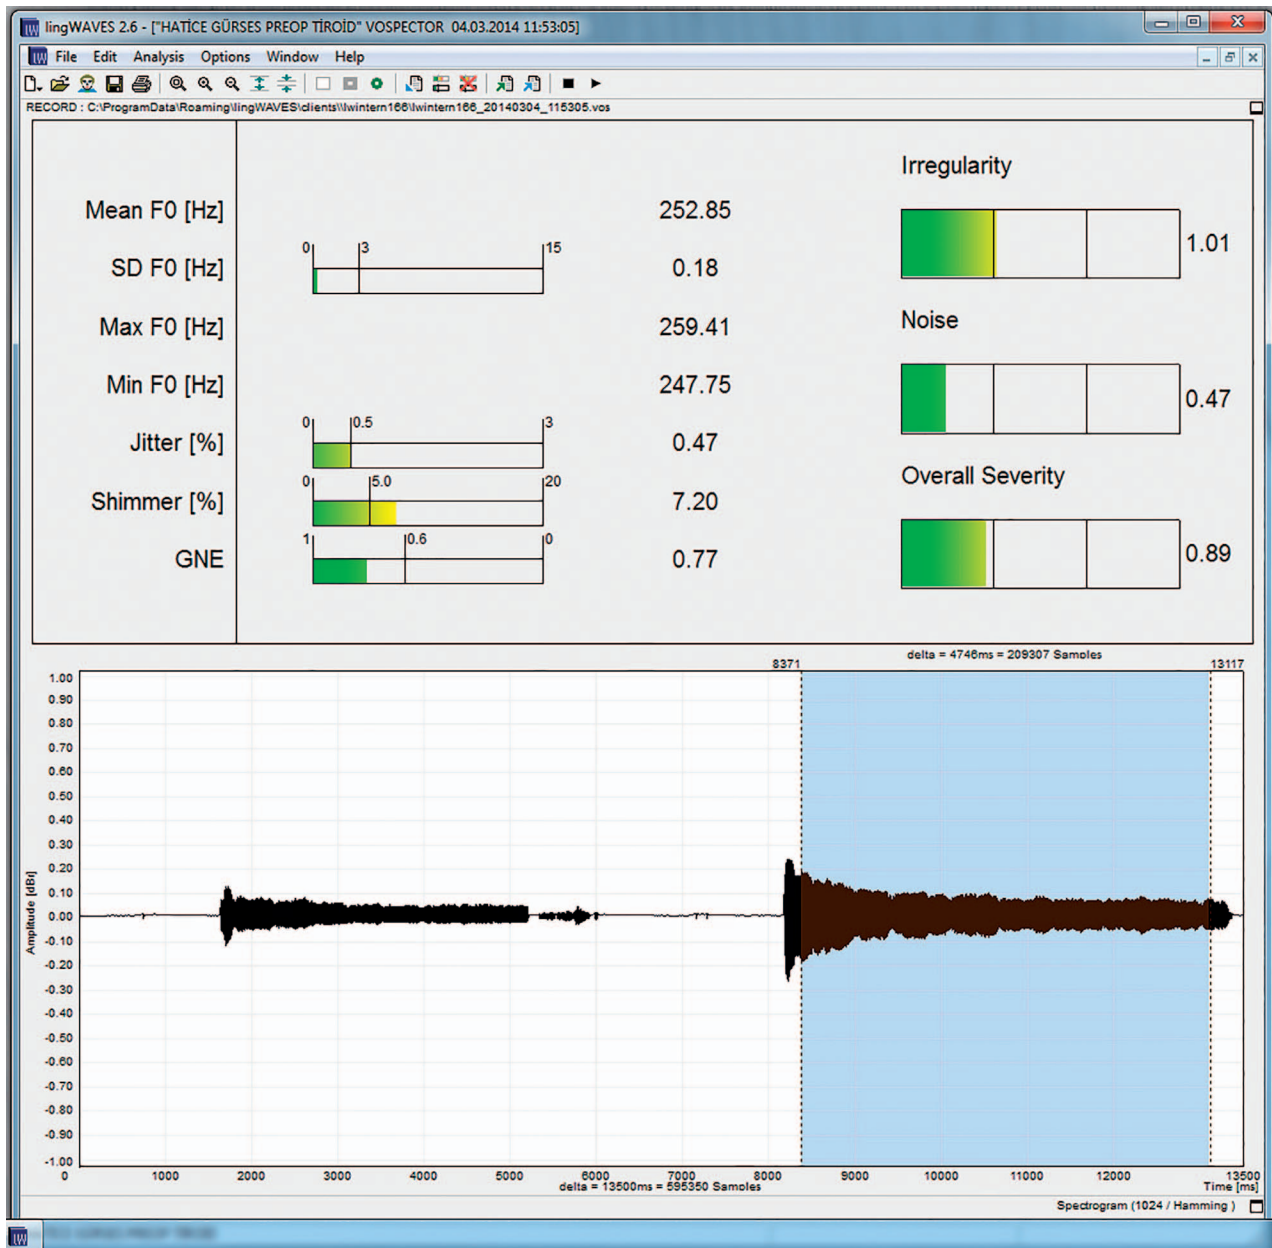 lingWAVES 2.6 - ["HATİCE GÜRSES PREOP TİROİD" VOSPECTOR 04.03.2014 11:53:05]
File Edit Analysis Options Window Help
RECORD : C:\ProgramData\Roaming\lingWAVES\clients\\lwintern166\lwintern166_20140304_115305.vos
Mean F0 [Hz] 252.85
SD F0 [Hz] 0 3 15 0.18
Max F0 [Hz] 259.41
Min F0 [Hz] 247.75
Jitter [%] 0 0.5 3 0.47
Shimmer [%] 0 5.0 20 7.20
GNE 1 0.6 0 0.77
Irregularity
1.01
Noise
0.47
Overall Severity
0.89
delta = 4746ms = 209307 Samples
8371 13117
Amplitude [dBr]
1.00
0.90
0.80
0.70
0.60
0.50
0.40
0.30
0.20
0.10
0.00
-0.10
-0.20
-0.30
-0.40
-0.50
-0.60
-0.70
-0.80
-0.90
-1.00
0 1000 2000 3000 4000 5000 6000 7000 8000 9000 10000 11000 12000 13500
delta = 13500ms = 595350 Samples
Time [ms]
Spectrogram (1024 / Hamming )
LW